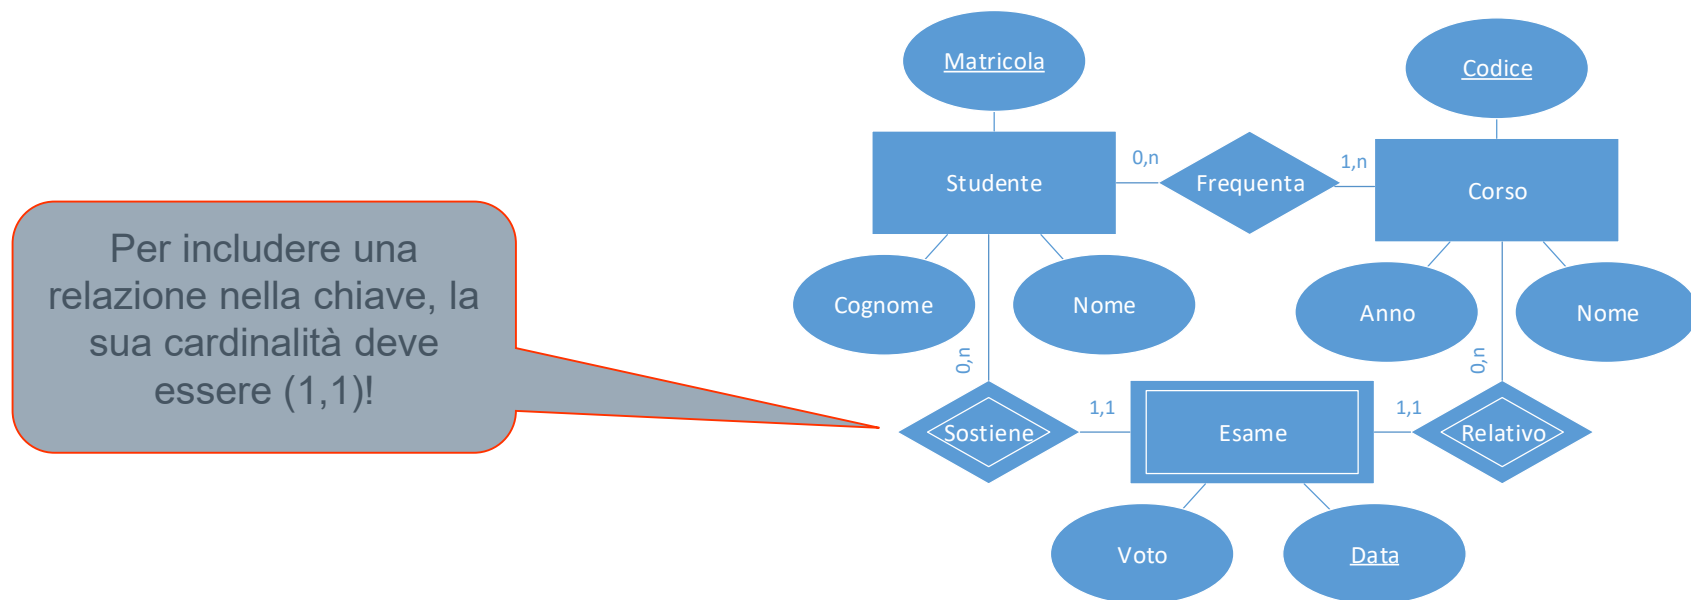 Matricola
Codice
Studente
0,n
Frequenta
1,n
Corso
Per includere una
relazione nella chiave, la
sua cardinalità deve
essere (1,1)!
Cognome
Nome
Anno
Nome
0,n
0,n
Sostiene
1,1
Esame
1,1
Relativo
Voto
Data